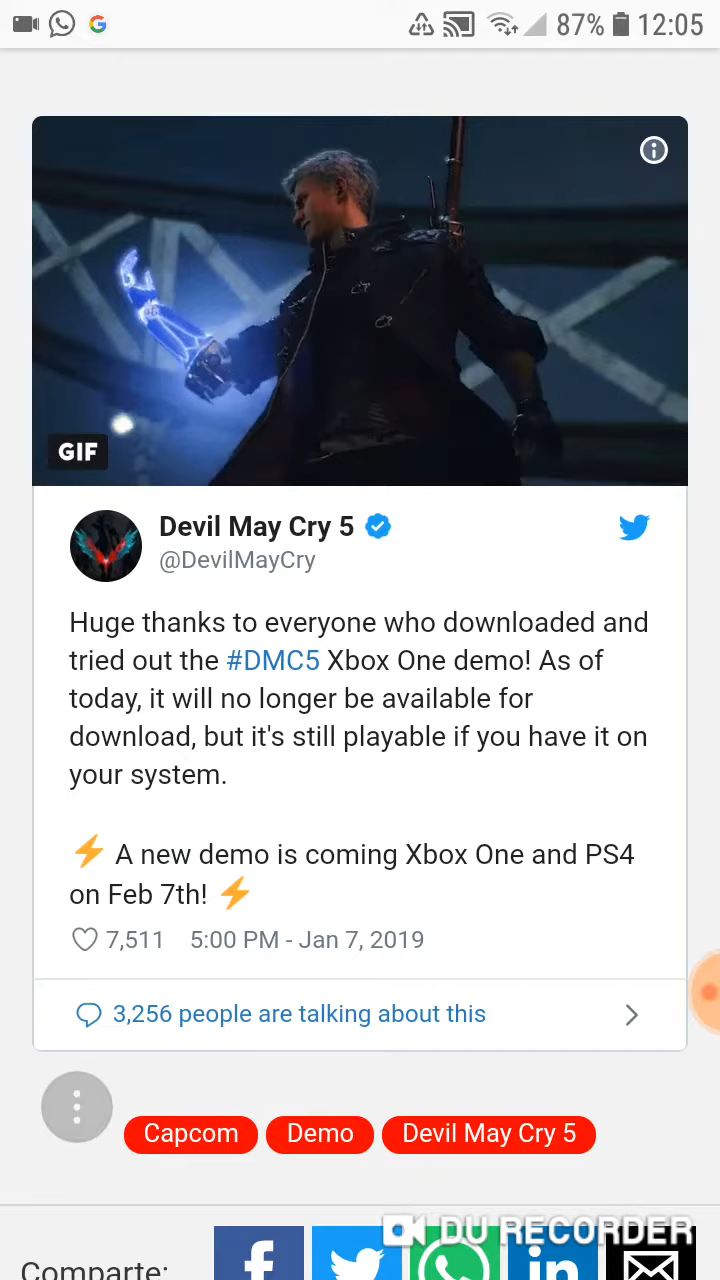 87% 12:05
GIF
Devil May Cry 5
@DevilMayCry
Huge thanks to everyone who downloaded and
tried out the #DMC5 Xbox One demo! As of
today, it will no longer be available for
download, but it's still playable if you have it on
your system.
⚡ A new demo is coming Xbox One and PS4
on Feb 7th! ⚡
7,511 5:00 PM - Jan 7, 2019
3,256 people are talking about this
Capcom Demo Devil May Cry 5
DU RECORDER
Comparte: